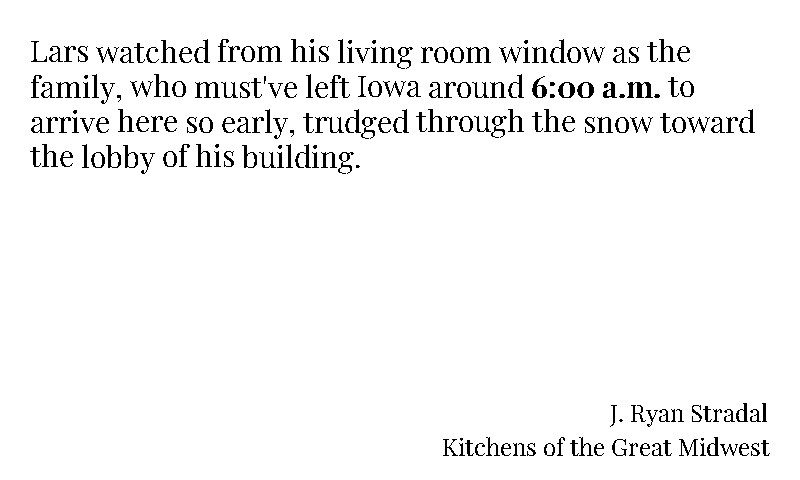 Lars watched from his living room window as the
family, who must've left Iowa around 6:00 a.m. to
arrive here so early, trudged through the snow toward
the lobby of his building.
J. Ryan Stradal
Kitchens of the Great Midwest